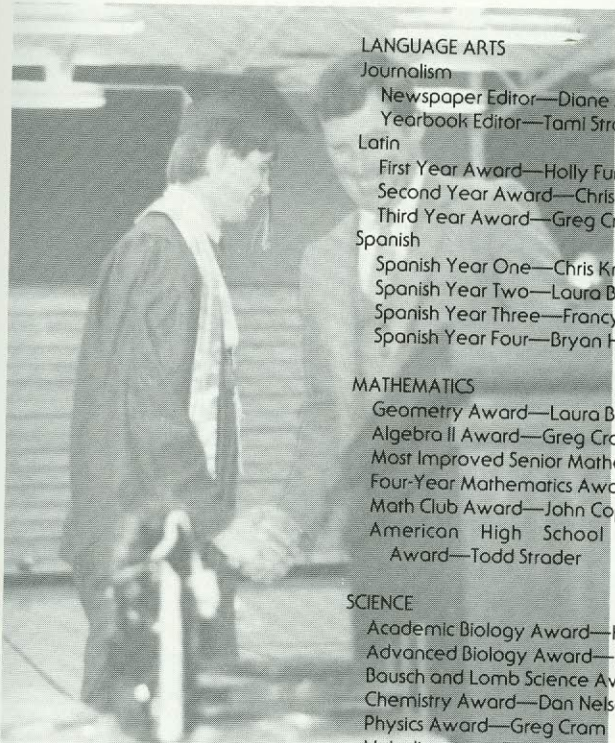 LANGUAGE ARTS
Journalism
Newspaper Editor—Diane
Yearbook Editor—Tami
Latin
First Year Award—Holly
Second Year Award—Chris
Third Year Award—Greg
Spanish
Spanish Year One—Chris
Spanish Year Two—Laura
Spanish Year Three—Francy
Spanish Year Four—Bryan
MATHEMATICS
Geometry Award—Laura
Algebra II Award—Greg
Most Improved Senior
Four-Year Mathematics
Math Club Award—John
American High School
Award—Todd Strader
SCIENCE
Academic Biology Award—
Advanced Biology Award—
Bausch and Lomb Science
Chemistry Award—Dan
Physics Award—Greg Cram